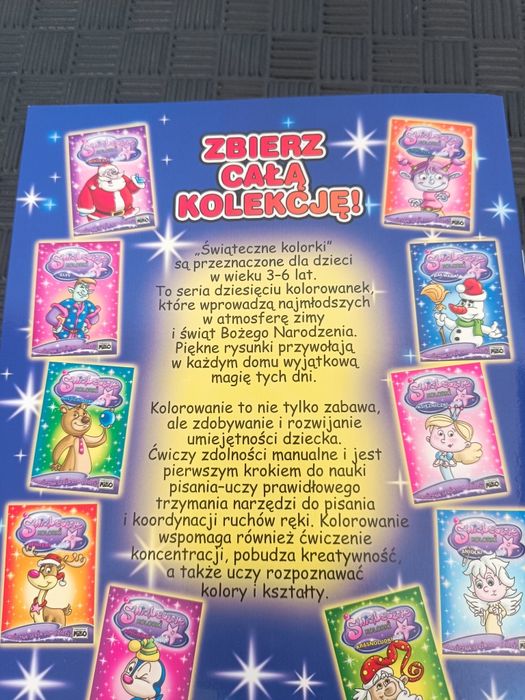 ZBIERZ
CAŁĄ
KOLEKCJĘ!
„Świąteczne kolorki”
są przeznaczone dla dzieci
w wieku 3-6 lat.
To seria dziesięciu kolorowanek,
które wprowadzą najmłodszych
w atmosferę zimy
i świąt Bożego Narodzenia.
Piękne rysunki przywołają
w każdym domu wyjątkową
magię tych dni.
Kolorowanie to nie tylko zabawa,
ale zdobywanie i rozwijanie
umiejętności dziecka.
Ćwiczy zdolności manualne i jest
pierwszym krokiem do nauki
pisania-uczy prawidłowego
trzymania narzędzi do pisania
i koordynacji ruchów ręki. Kolorowanie
wspomaga również ćwiczenie
koncentracji, pobudza kreatywność,
a także uczy rozpoznawać
kolory i kształty.